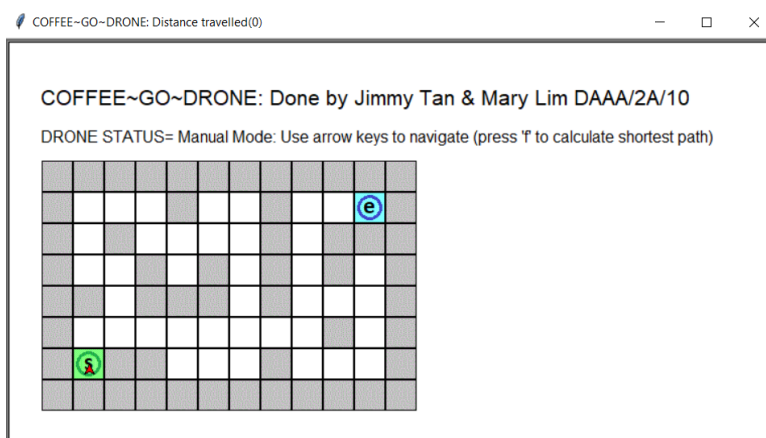 COFFEE~GO~DRONE: Distance travelled(0)
COFFEE~GO~DRONE: Done by Jimmy Tan & Mary Lim DAAA/2A/10
DRONE STATUS= Manual Mode: Use arrow keys to navigate (press 'f' to calculate shortest path)
e
s